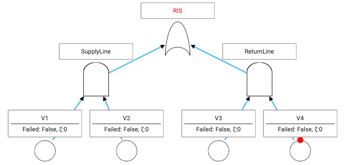 RIS
SupplyLine
ReturnLine
V1
Failed: False, ζ:0
V2
Failed: False, ζ:0
V3
Failed: False, ζ:0
V4
Failed: False, ζ:0